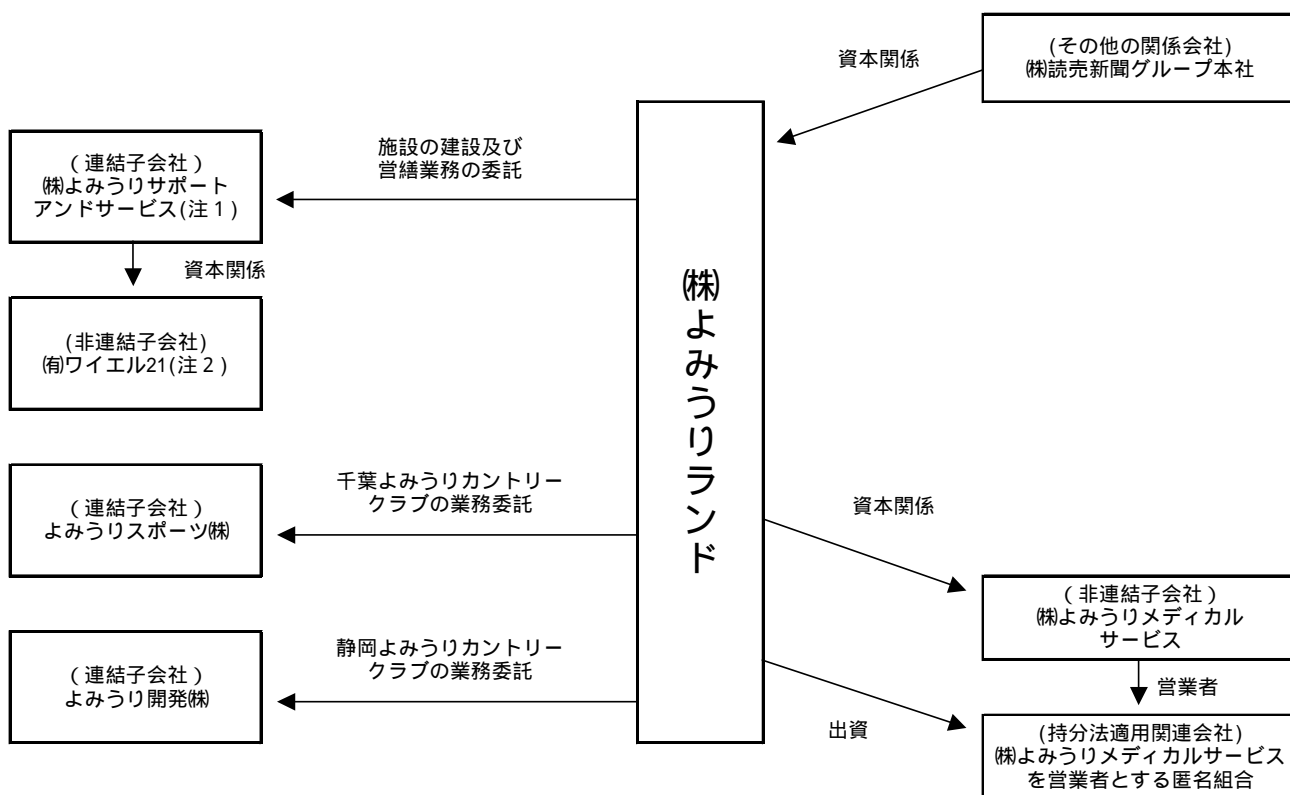 (その他の関係会社)
㈱読売新聞グループ本社
資本関係
施設の建設及び
営繕業務の委託
(連結子会社)
㈱よみうりサポート
アンドサービス(注1)
資本関係
(非連結子会社)
㈲ワイエル21(注2)
㈱よみうりランド
千葉よみうりカントリー
クラブの業務委託
(連結子会社)
よみうりスポーツ㈱
資本関係
(非連結子会社)
㈱よみうりメディカル
サービス
静岡よみうりカントリー
クラブの業務委託
(連結子会社)
よみうり開発㈱
営業者
出資
(持分法適用関連会社)
㈱よみうりメディカルサービス
を営業者とする匿名組合